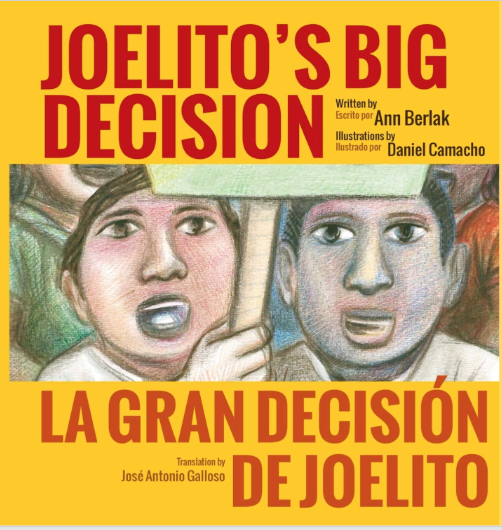 JOELITO'S BIG
DECISION
Written by
Escrito por Ann Berlak
Illustrations by
Ilustrado por Daniel Camacho
LA GRAN DECISIÓN
DE JOELITO
Translation by
José Antonio Galloso